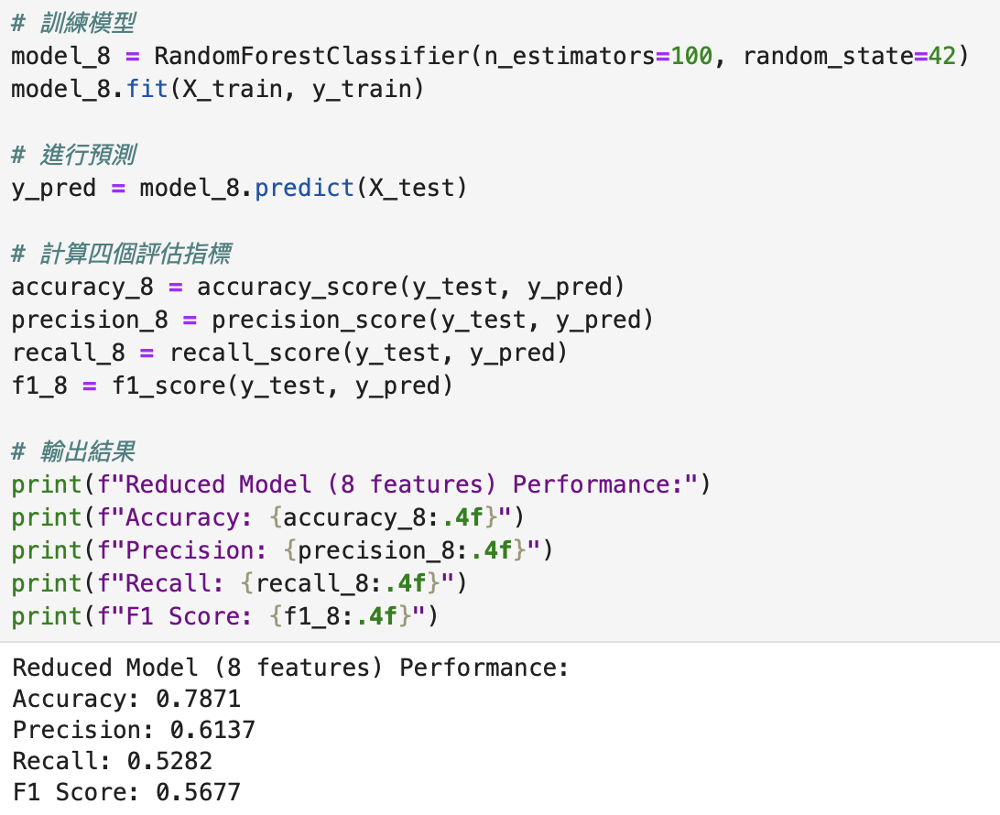 # 訓練模型
model_8 = RandomForestClassifier(n_estimators=100, random_state=42)
model_8.fit(X_train, y_train)
# 進行預測
y_pred = model_8.predict(X_test)
# 計算四個評估指標
accuracy_8 = accuracy_score(y_test, y_pred)
precision_8 = precision_score(y_test, y_pred)
recall_8 = recall_score(y_test, y_pred)
f1_8 = f1_score(y_test, y_pred)
# 輸出結果
print(f"Reduced Model (8 features) Performance:")
print(f"Accuracy: {accuracy_8:.4f}")
print(f"Precision: {precision_8:.4f}")
print(f"Recall: {recall_8:.4f}")
print(f"F1 Score: {f1_8:.4f}")
Reduced Model (8 features) Performance:
Accuracy: 0.7871
Precision: 0.6137
Recall: 0.5282
F1 Score: 0.5677